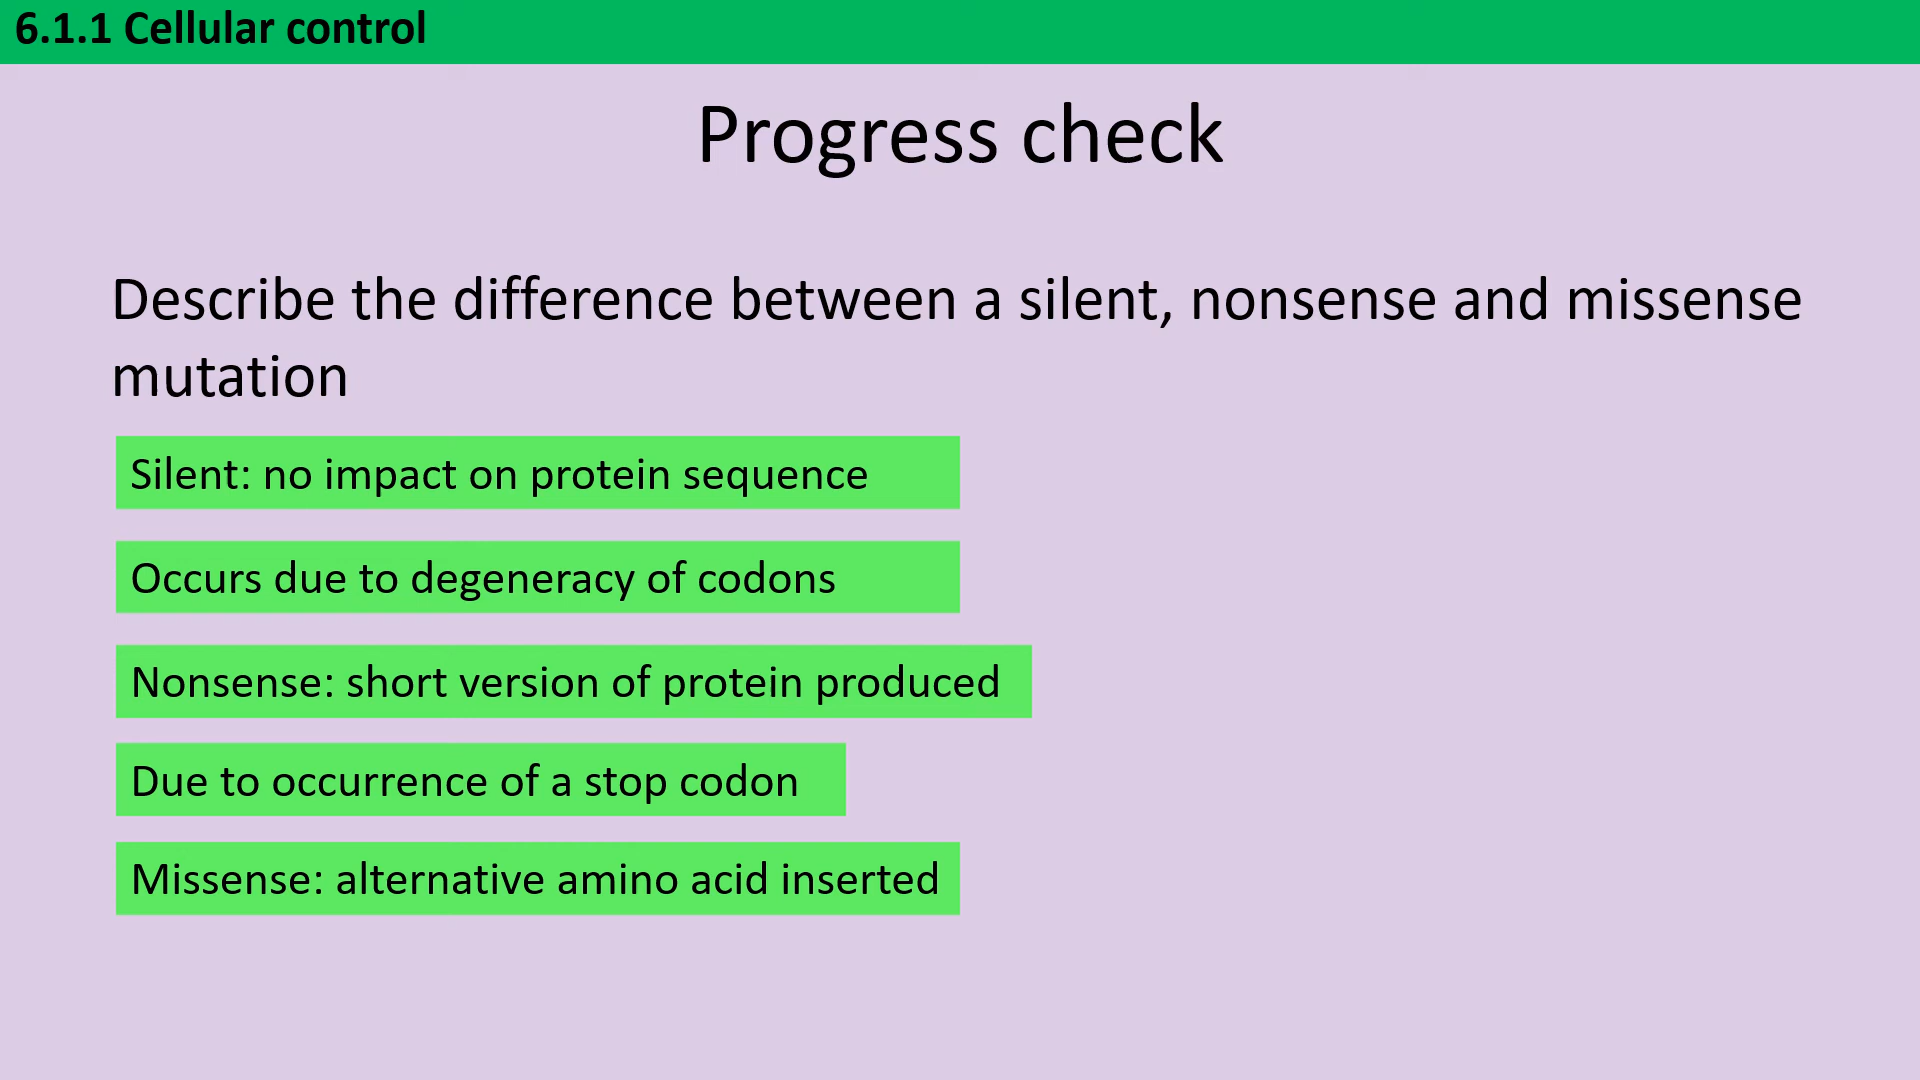 6.1.1 Cellular control
Progress check
Describe the difference between a silent, nonsense and missense
mutation
Silent: no impact on protein sequence
Occurs due to degeneracy of codons
Nonsense: short version of protein produced
Due to occurrence of a stop codon
Missense: alternative amino acid inserted